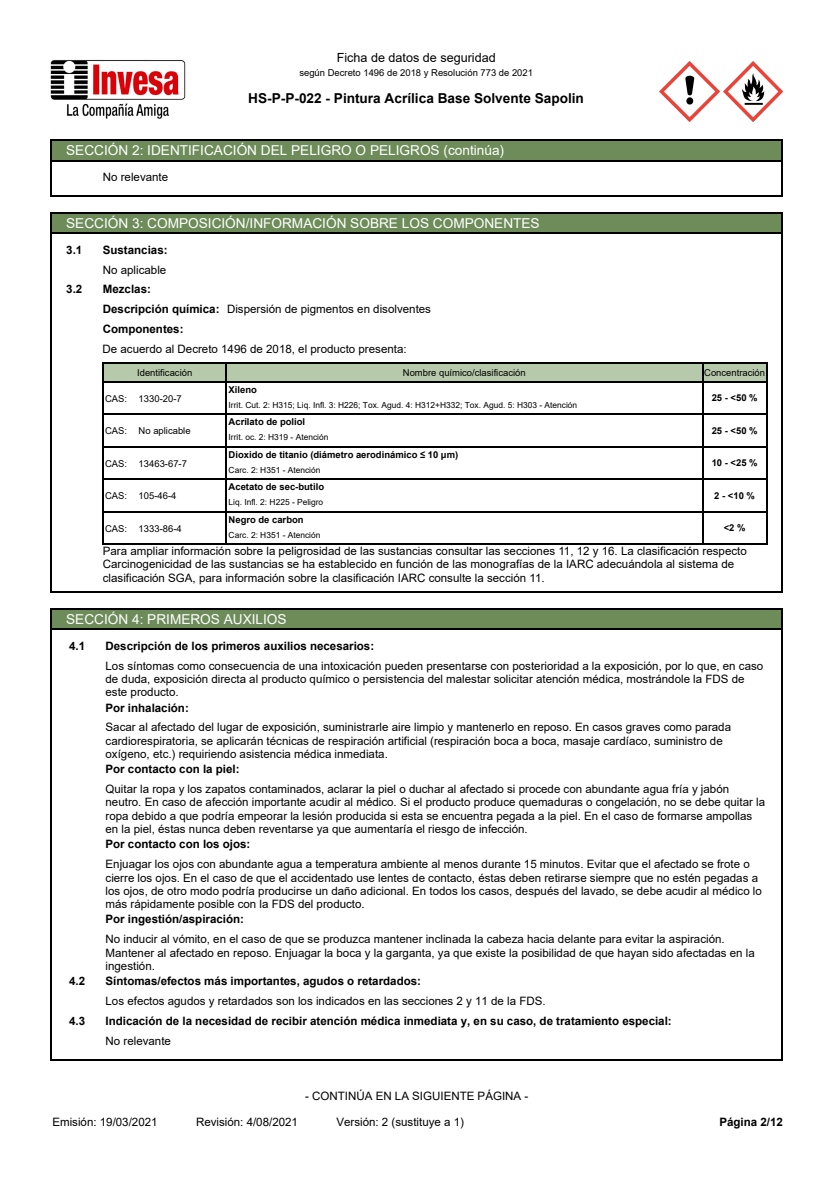 Invesa
La Compañía Amiga
Ficha de datos de seguridad
según Decreto 1496 de 2018 y Resolución 773 de 2021
HS-P-P-022 - Pintura Acrílica Base Solvente Sapolin
SECCIÓN 2: IDENTIFICACIÓN DEL PELIGRO O PELIGROS (continúa)
No relevante
SECCIÓN 3: COMPOSICIÓN/INFORMACIÓN SOBRE LOS COMPONENTES
3.1 Sustancias:
No aplicable
3.2 Mezclas:
Descripción química: Dispersión de pigmentos en disolventes
Componentes:
De acuerdo al Decreto 1496 de 2018, el producto presenta:
Identificación Nombre químico/clasificación Concentración
CAS: 1330-20-7 Xileno 25 - <50 %
Irrit. Cut. 2: H315; Liq. Infl. 3: H226; Tox. Agud. 4: H312+H332; Tox. Agud. 5: H303 - Atención
CAS: No aplicable Acrilato de poliol 25 - <50 %
Irrit. oc. 2: H319 - Atención
CAS: 13463-67-7 Dioxido de titanio (diámetro aerodinámico ≤ 10 µm) 10 - <25 %
Carc. 2: H351 - Atención
CAS: 105-46-4 Acetato de sec-butilo 2 - <10 %
Liq. Infl. 2: H225 - Peligro
CAS: 1333-86-4 Negro de carbon <2 %
Carc. 2: H351 - Atención
Para ampliar información sobre la peligrosidad de las sustancias consultar las secciones 11, 12 y 16. La clasificación respecto
Carcinogenicidad de las sustancias se ha establecido en función de las monografías de la IARC adecuándola al sistema de
clasificación SGA, para información sobre la clasificación IARC consulte la sección 11.
SECCIÓN 4: PRIMEROS AUXILIOS
4.1 Descripción de los primeros auxilios necesarios:
Los síntomas como consecuencia de una intoxicación pueden presentarse con posterioridad a la exposición, por lo que, en caso
de duda, exposición directa al producto químico o persistencia del malestar solicitar atención médica, mostrándole la FDS de
este producto.
Por inhalación:
Sacar al afectado del lugar de exposición, suministrarle aire limpio y mantenerlo en reposo. En casos graves como parada
cardiorespiratoria, se aplicarán técnicas de respiración artificial (respiración boca a boca, masaje cardíaco, suministro de
oxígeno, etc.) requiriendo asistencia médica inmediata.
Por contacto con la piel:
Quitar la ropa y los zapatos contaminados, aclarar la piel o duchar al afectado si procede con abundante agua fría y jabón
neutro. En caso de afección importante acudir al médico. Si el producto produce quemaduras o congelación, no se debe quitar la
ropa debido a que podría empeorar la lesión producida si esta se encuentra pegada a la piel. En el caso de formarse ampollas
en la piel, éstas nunca deben reventarse ya que aumentaría el riesgo de infección.
Por contacto con los ojos:
Enjuagar los ojos con abundante agua a temperatura ambiente al menos durante 15 minutos. Evitar que el afectado se frote o
cierre los ojos. En el caso de que el accidentado use lentes de contacto, éstas deben retirarse siempre que no estén pegadas a
los ojos, de otro modo podría producirse un daño adicional. En todos los casos, después del lavado, se debe acudir al médico lo
más rápidamente posible con la FDS del producto.
Por ingestión/aspiración:
No inducir al vómito, en el caso de que se produzca mantener inclinada la cabeza hacia delante para evitar la aspiración.
Mantener al afectado en reposo. Enjuagar la boca y la garganta, ya que existe la posibilidad de que hayan sido afectadas en la
ingestión.
4.2 Síntomas/efectos más importantes, agudos o retardados:
Los efectos agudos y retardados son los indicados en las secciones 2 y 11 de la FDS.
4.3 Indicación de la necesidad de recibir atención médica inmediata y, en su caso, de tratamiento especial:
No relevante
- CONTINÚA EN LA SIGUIENTE PÁGINA -
Emisión: 19/03/2021 Revisión: 4/08/2021 Versión: 2 (sustituye a 1) Página 2/12